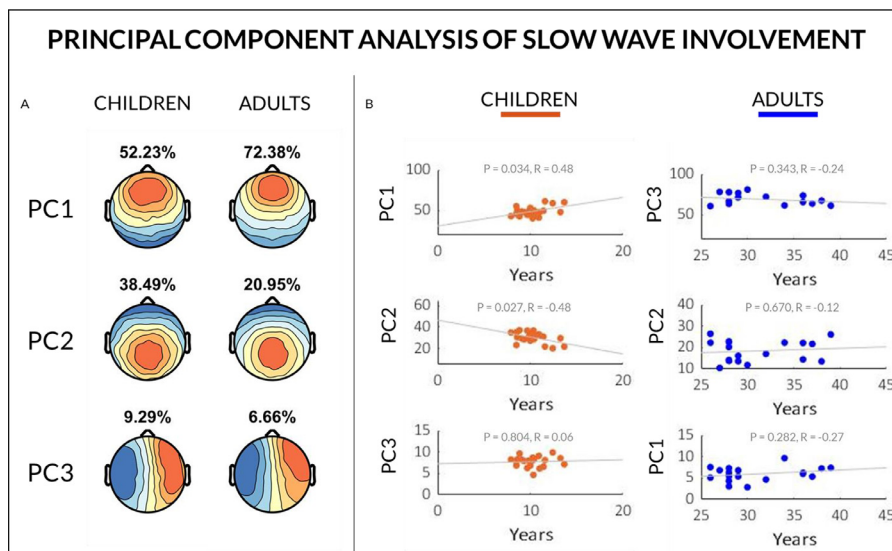 PRINCIPAL COMPONENT ANALYSIS OF SLOW WAVE INVOLVEMENT
A
CHILDREN ADULTS
52.23% 72.38%
PC1
38.49% 20.95%
PC2
9.29% 6.66%
PC3
B
CHILDREN
ADULTS
P = 0.034, R = 0.48
PC1
100
50
0 10 20
Years
P = 0.343, R = -0.24
PC3
100
50
25 30 35 40 45
Years
P = 0.027, R = -0.48
PC2
60
40
20
0 10 20
Years
P = 0.670, R = -0.12
PC2
40
30
20
10
25 30 35 40 45
Years
P = 0.804, R = 0.06
PC3
15
10
5
0
0 10 20
Years
P = 0.282, R = -0.27
PC1
15
10
5
0
25 30 35 40 45
Years